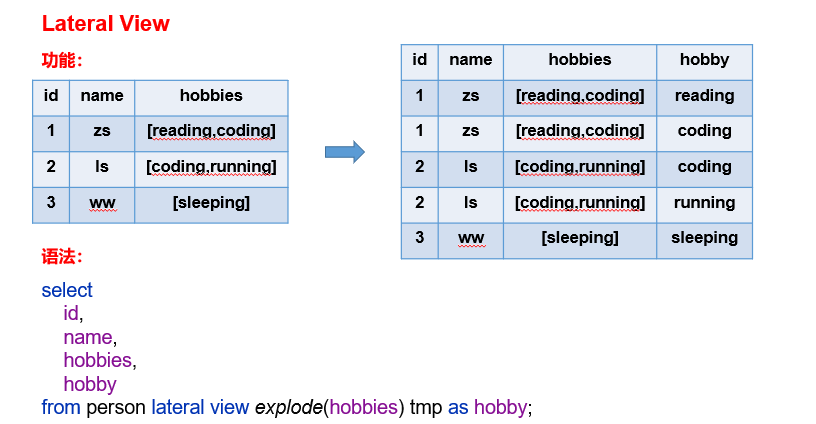 Lateral View
功能：
id name hobbies
1 zs [reading,coding]
2 ls [coding,running]
3 ww [sleeping]
id name hobbies hobby
1 zs [reading,coding] reading
1 zs [reading,coding] coding
2 ls [coding,running] coding
2 ls [coding,running] running
3 ww [sleeping] sleeping
语法：
select
id,
name,
hobbies,
hobby
from person lateral view explode(hobbies) tmp as hobby;